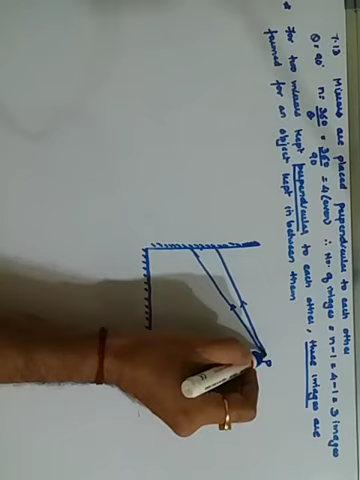 7.13 Mirrors are placed perpendicular to each other
θ = 90° n = 360/θ = 360/90 = 4 (even) ∴ No. of images = n-1 = 4-1 = 3 images
* For two mirrors kept perpendicular to each other, three images are
formed for an object kept in between them
P